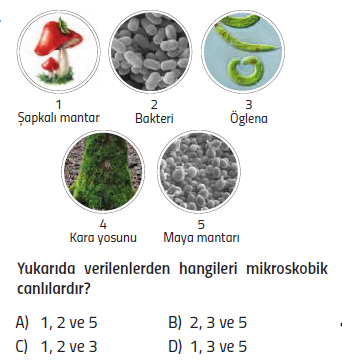 1
Şapkalı mantar
2
Bakteri
3
Öglena
4
Kara yosunu
5
Maya mantarı
Yukarıda verilenlerden hangileri mikroskobik
canlılardır?
A) 1, 2 ve 5
B) 2, 3 ve 5
C) 1, 2 ve 3
D) 1, 3 ve 5